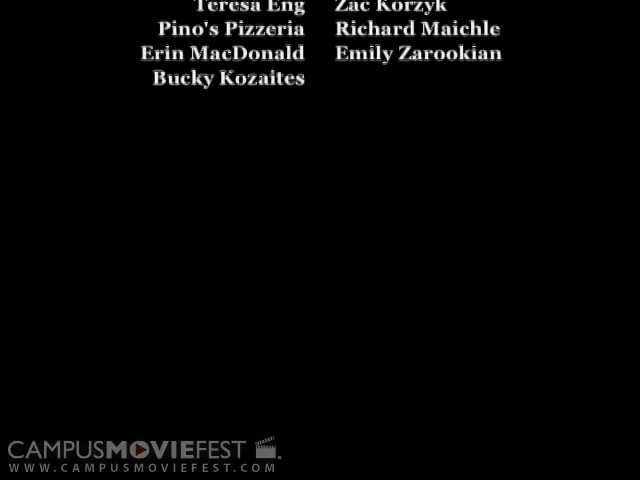 Teresa Eng Zac Korzyk
Pino's Pizzeria Richard Maichle
Erin MacDonald Emily Zarookian
Bucky Kozaites
CAMPUSMOVIEFEST
WWW.CAMPUSMOVIEFEST.COM